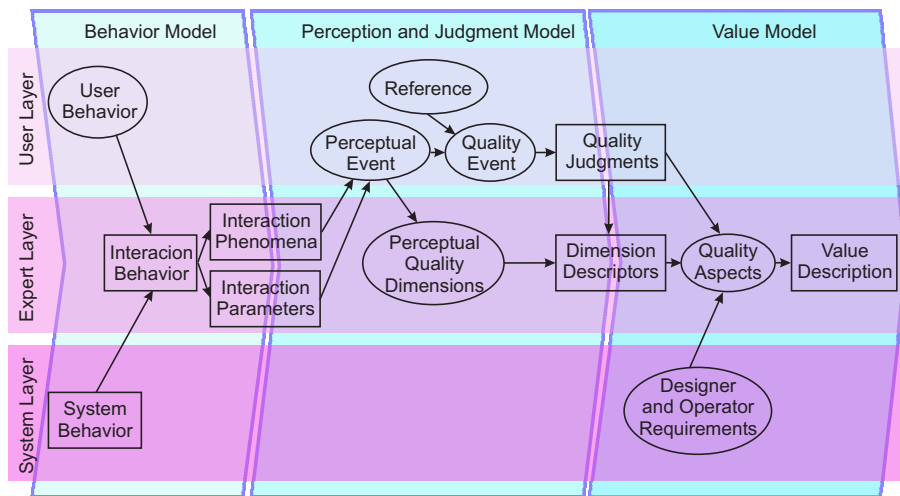 Behavior Model
Perception and Judgment Model
Value Model
User Layer
User
Behavior
Reference
Perceptual
Event
Quality
Event
Quality
Judgments
Expert Layer
Interacion
Behavior
Interaction
Phenomena
Interaction
Parameters
Perceptual
Quality
Dimensions
Dimension
Descriptors
Quality
Aspects
Value
Description
System Layer
System
Behavior
Designer
and Operator
Requirements